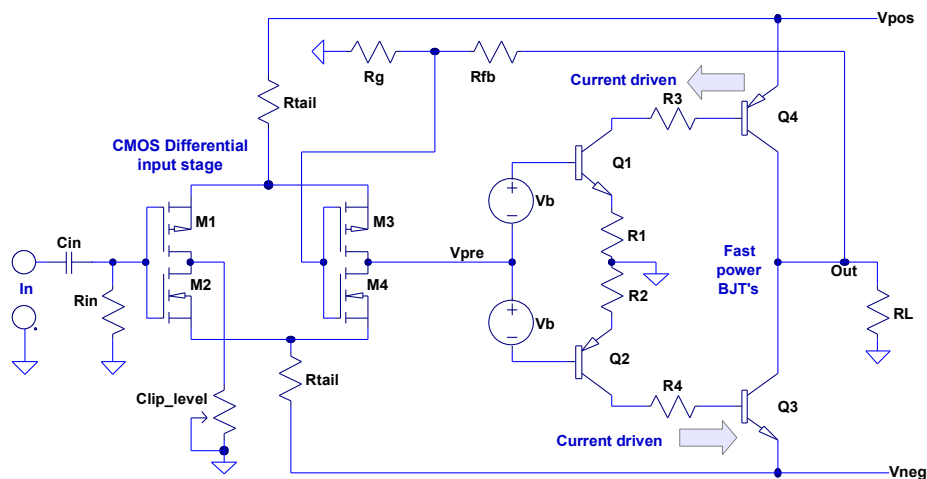 Vpos
Rg
Rfb
Current driven
R3
Q4
Rtail
CMOS Differential
input stage
Q1
M1
M3
Vb
R1
Cin
Vpre
Fast
power
BJT's
Out
In
M2
M4
R2
Rin
Vb
RL
Q2
Rtail
R4
Clip_level
Q3
Current driven
Vneg